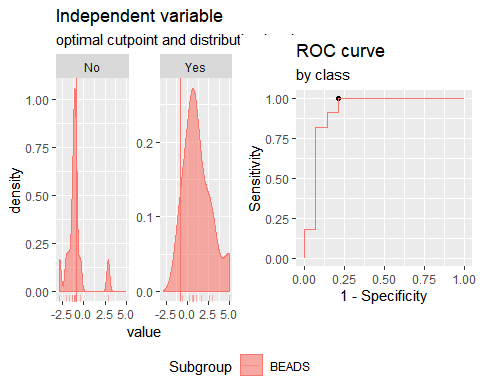 Independent variable
optimal cutpoint and distribut
No Yes
density
1.00
0.75
0.50
0.25
0.00
0.2
0.1
0.0
-2.5 0.0 2.5 5.0 -2.5 0.0 2.5 5.0
value
ROC curve
by class
Sensitivity
1.00
0.75
0.50
0.25
0.00
0.00 0.25 0.50 0.75 1.00
1 - Specificity
Subgroup BEADS